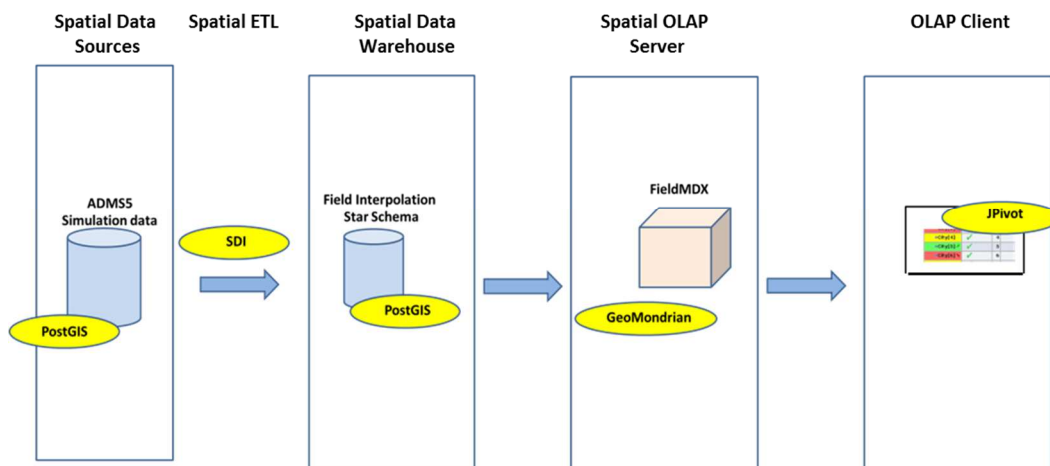 Spatial Data
Sources
Spatial ETL
Spatial Data
Warehouse
Spatial OLAP
Server
OLAP Client
ADMS5
Simulation data
PostGIS
SDI
Field Interpolation
Star Schema
PostGIS
FieldMDX
GeoMondrian
JPivot